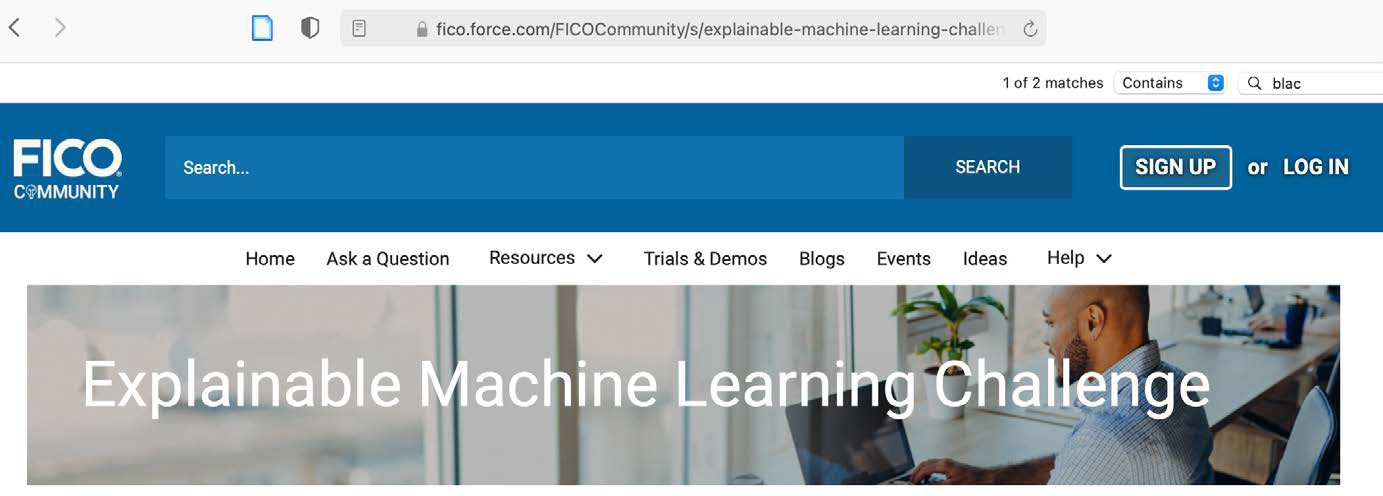 fico.force.com/FICOCommunity/s/explainable-machine-learning-challen
1 of 2 matches Contains blac
FICO®
COMMUNITY
Search... SEARCH SIGN UP or LOG IN
Home Ask a Question Resources Trials & Demos Blogs Events Ideas Help
Explainable Machine Learning Challenge